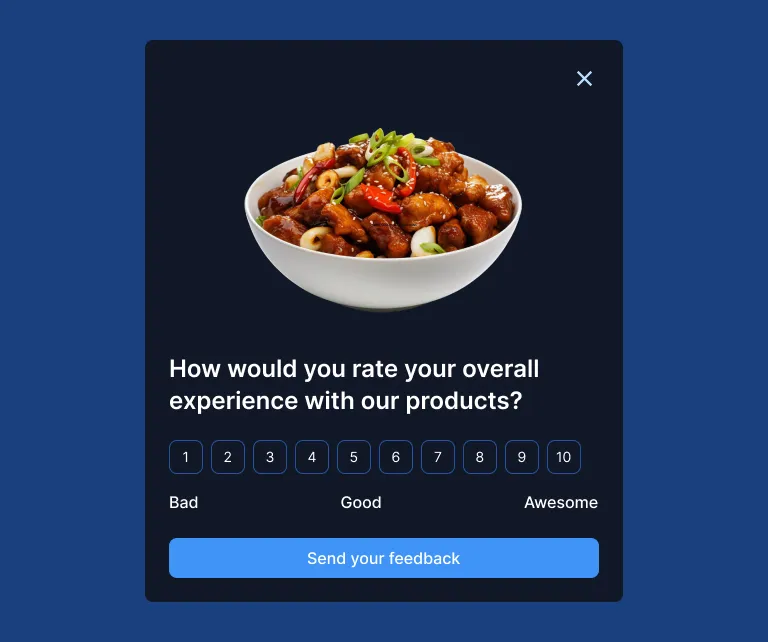 How would you rate your overall
experience with our products?
1 2 3 4 5 6 7 8 9 10
Bad Good Awesome
Send your feedback